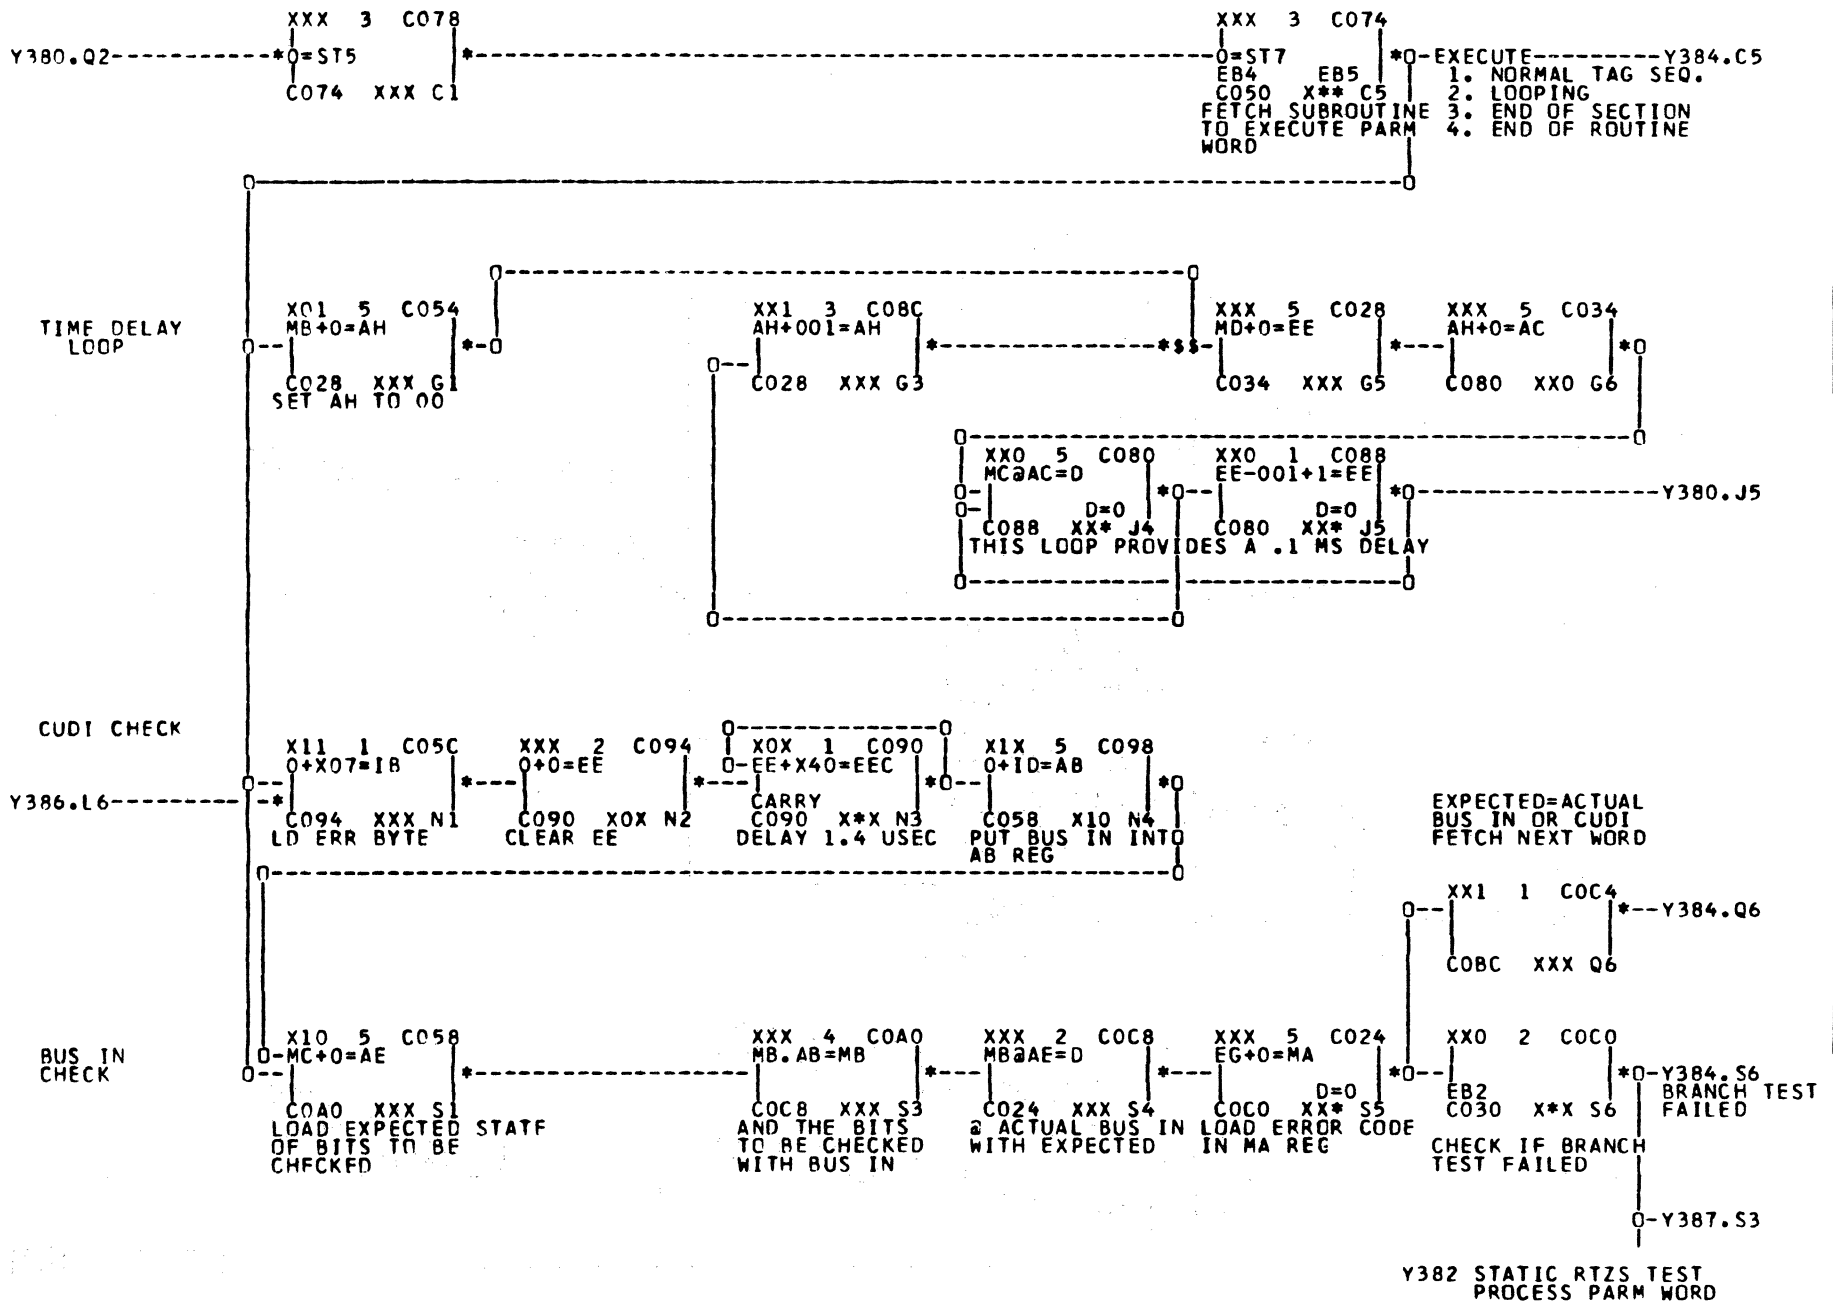 XXX 3 C078
XXX 3 C074
Y380.Q2 *0=ST5 * 0=ST7 *0-EXECUTE Y384.C5
EB4 EB5 1. NORMAL TAG SEQ.
C074 XXX C1 C050 X** C5 2. LOOPING
FETCH SUBROUTINE 3. END OF SECTION
TO EXECUTE PARM 4. END OF ROUTINE
WORD
X01 5 C054 XX1 3 C08C XXX 5 C028 XXX 5 C034
TIME DELAY MB+0=AH AH+001=AH MD+0=EE AH+0=AC
LOOP *-0 * *$$- *--- *0
C028 XXX G1 C028 XXX G3 C034 XXX G5 C080 XX0 G6
SET AH TO 00
XX0 5 C080 XX0 1 C088
MC@AC=D EE-001+1=EE
*0-- *0 Y380.J5
D=0 D=0
C088 XX* J4 C080 XX* J5
THIS LOOP PROVIDES A .1 MS DELAY
CUDI CHECK
X11 1 C05C XXX 2 C094 X0X 1 C090 X1X 5 C098
0+X07=IB 0+0=EE 0-EE+X40=EEC 0+ID=AB
Y386.L6 * CARRY EXPECTED=ACTUAL
C094 XXX N1 C090 X0X N2 C090 X*X N3 C058 X10 N4 BUS IN OR CUDI
LD ERR BYTE CLEAR EE DELAY 1.4 USEC PUT BUS IN INTO FETCH NEXT WORD
AB REG
XX1 1 C0C4
0-- *--Y384.Q6
C0BC XXX Q6
X10 5 C058 XXX 4 C0A0 XXX 2 C0C8 XXX 5 C024 XX0 2 C0C0
BUS IN 0-MC+0=AE MB.AB=MB MB@AE=D EG+0=MA
CHECK * * * *0-- *0-Y384.S6
D=0 EB2 BRANCH TEST
C0A0 XXX S1 C0C8 XXX S3 C024 XXX S4 C0C0 XX* S5 C030 X*X S6 FAILED
LOAD EXPECTED STATE AND THE BITS @ ACTUAL BUS IN LOAD ERROR CODE
OF BITS TO BE TO BE CHECKED WITH EXPECTED IN MA REG CHECK IF BRANCH
CHECKED WITH BUS IN TEST FAILED
0-Y387.S3
Y382 STATIC RTZS TEST
PROCESS PARM WORD